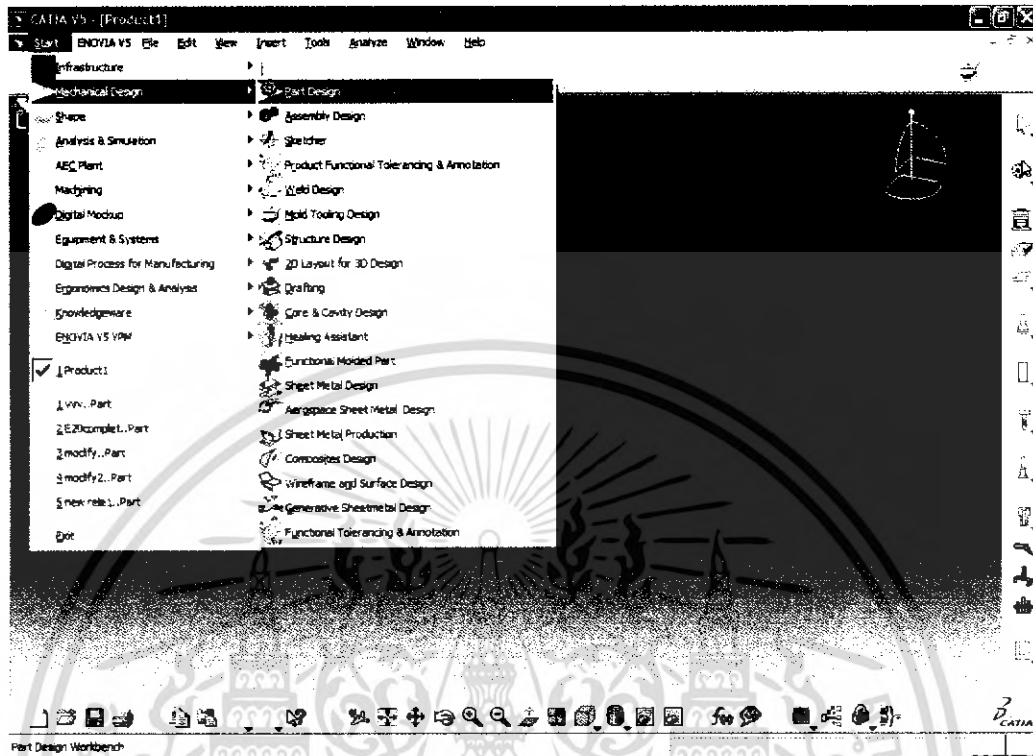 CATIA V5 - [Product1]
Start ENOVIA V5 File Edit View Insert Tools Analyze Window Help
Infrastructure
Mechanical Design
Shape
Analysis & Simulation
AEC Plant
Machining
Digital Mockup
Equipment & Systems
Digital Process for Manufacturing
Ergonomics Design & Analysis
Knowledgeware
ENOVIA V5 VPM
1 Product1
1 vvv..Part
2 E20complet..Part
3 modify..Part
4 modify2..Part
5 new rele1..Part
Exit
Part Design
Assembly Design
Sketcher
Product Functional Tolerancing & Annotation
Weld Design
Mold Tooling Design
Structure Design
2D Layout for 3D Design
Drafting
Core & Cavity Design
Healing Assistant
Functional Molded Part
Sheet Metal Design
Aerospace Sheet Metal Design
Sheet Metal Production
Composites Design
Wireframe and Surface Design
Generative Sheetmetal Design
Functional Tolerancing & Annotation
CATIA
Part Design Workbench